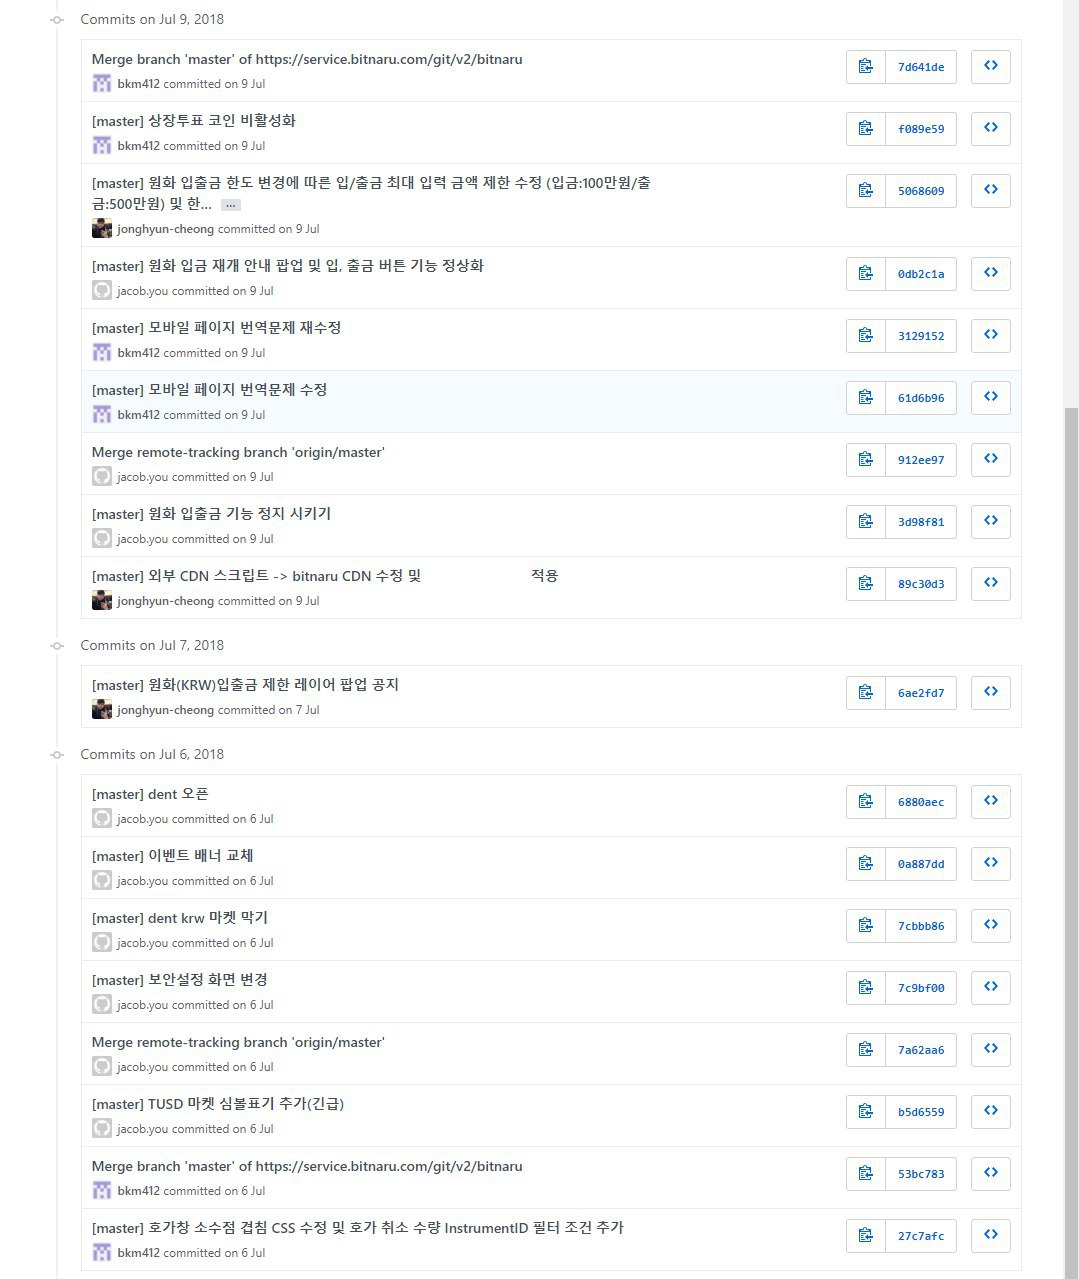 Commits on Jul 9, 2018
Merge branch 'master' of https://service.bitnaru.com/git/v2/bitnaru
bkm412 committed on 9 Jul
7d641de
[master] 상장투표 코인 비활성화
bkm412 committed on 9 Jul
f089e59
[master] 원화 입출금 한도 변경에 따른 입/출금 최대 입력 금액 제한 수정 (입금:100만원/출
금:500만원) 및 한... …
jonghyun-cheong committed on 9 Jul
5068609
[master] 원화 입금 재개 안내 팝업 및 입, 출금 버튼 기능 정상화
jacob.you committed on 9 Jul
0db2c1a
[master] 모바일 페이지 번역문제 재수정
bkm412 committed on 9 Jul
3129152
[master] 모바일 페이지 번역문제 수정
bkm412 committed on 9 Jul
61d6b96
Merge remote-tracking branch 'origin/master'
jacob.you committed on 9 Jul
912ee97
[master] 원화 입출금 기능 정지 시키기
jacob.you committed on 9 Jul
3d98f81
[master] 외부 CDN 스크립트 -> bitnaru CDN 수정 및 적용
jonghyun-cheong committed on 9 Jul
89c30d3
Commits on Jul 7, 2018
[master] 원화(KRW)입출금 제한 레이어 팝업 공지
jonghyun-cheong committed on 7 Jul
6ae2fd7
Commits on Jul 6, 2018
[master] dent 오픈
jacob.you committed on 6 Jul
6880aec
[master] 이벤트 배너 교체
jacob.you committed on 6 Jul
0a887dd
[master] dent krw 마켓 막기
jacob.you committed on 6 Jul
7cbbb86
[master] 보안설정 화면 변경
jacob.you committed on 6 Jul
7c9bf00
Merge remote-tracking branch 'origin/master'
jacob.you committed on 6 Jul
7a62aa6
[master] TUSD 마켓 심볼표기 추가(긴급)
jacob.you committed on 6 Jul
b5d6559
Merge branch 'master' of https://service.bitnaru.com/git/v2/bitnaru
bkm412 committed on 6 Jul
53bc783
[master] 호가창 소수점 겹침 CSS 수정 및 호가 취소 수량 InstrumentID 필터 조건 추가
bkm412 committed on 6 Jul
27c7afc